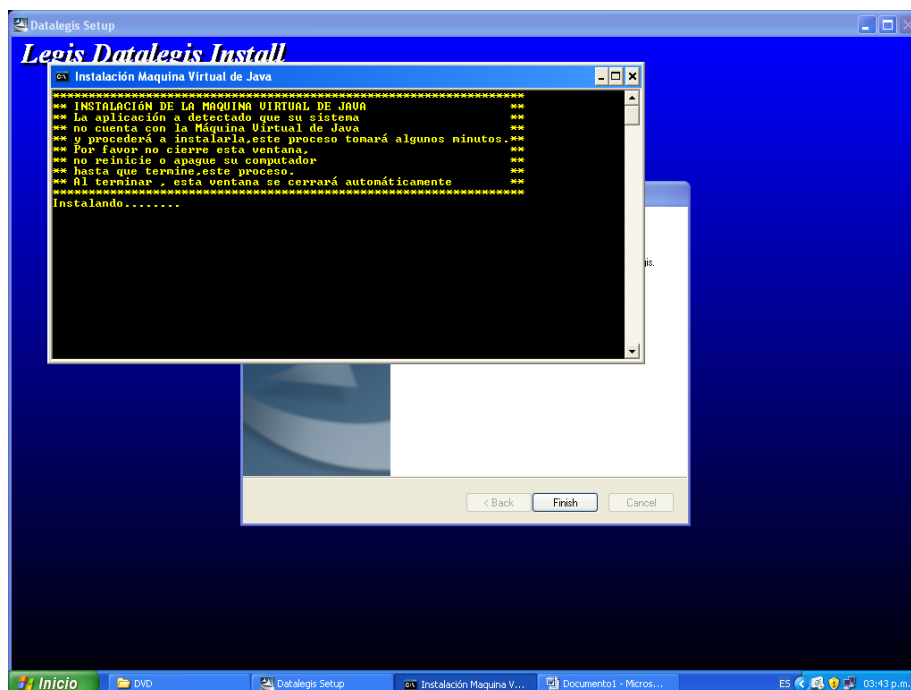 Datalegis Setup
Legis Datalegis Install
Instalación Maquina Virtual de Java
*****************************************************************
** INSTALACIóN DE LA MAQUINA VIRTUAL DE JAVA **
** La aplicación a detectado que su sistema **
** no cuenta con la Máquina Virtual de Java **
** y procederá a instalarla,este proceso tomará algunos minutos.**
** Por favor no cierre esta ventana, **
** no reinicie o apague su computador **
** hasta que termine,este proceso. **
** Al terminar , esta ventana se cerrará automáticamente **
*****************************************************************
Instalando........
gis.
< Back
Finish
Cancel
Inicio
DVD
Datalegis Setup
Instalación Maquina V...
Documento1 - Micros...
ES
03:43 p.m.